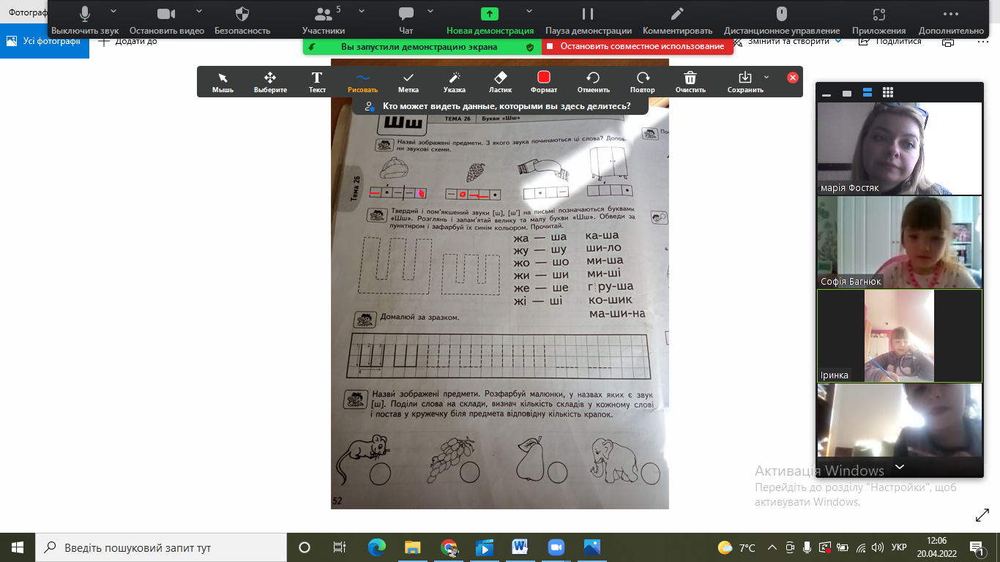 Фотограф
Выключить звук
Остановить видео
Безопасность
Участники
5
Чат
Новая демонстрация
Пауза демонстрации
Комментировать
Дистанционное управление
Приложения
Дополнительно
Усі фотографії
Додати до
Вы запустили демонстрацию экрана
Остановить совместное использование
Змінити та створити
Поділитися
Мышь
Выберите
Текст
Рисовать
Метка
Указка
Ластик
Формат
Отменить
Повтор
Очистить
Сохранить
Кто может видеть данные, которыми вы здесь делитесь?
Шш
ТЕМА 26
Букви «Шш»
Назви́ зображені предмети. З якого звука починаються ці слова? Допов-
ни звукові схеми.
Тема 26
Твердий і пом'якшений звуки [ш], [ш'] на письмі позначаються буквами
«Шш». Розглянь і запам'ятай велику та малу букви «Шш». Обведи за
пунктиром і зафарбуй їх синім кольором. Прочитай.
жа — ша ка-ша
жу — шу ши-ло
жо — шо ми-ша
жи — ши ми-ші
же — ше гру-ша
жі — ші ко-шик
ма-ши-на
Домалюй за зразком.
1 2 3
4
Назви́ зображені предмети. Розфарбуй малюнки, у назвах яких є звук
[ш]. Поділи слова на склади, визнач кількість складів у кожному слові
і постав у кружечку біля предмета відповідну кількість крапок.
52
марія Фостяк
Софія Багнюк
Іринка
Активація Windows
Перейдіть до розділу "Настройки", щоб
активувати Windows.
Введіть пошуковий запит тут
7°C
УКР
12:06
20.04.2022
1